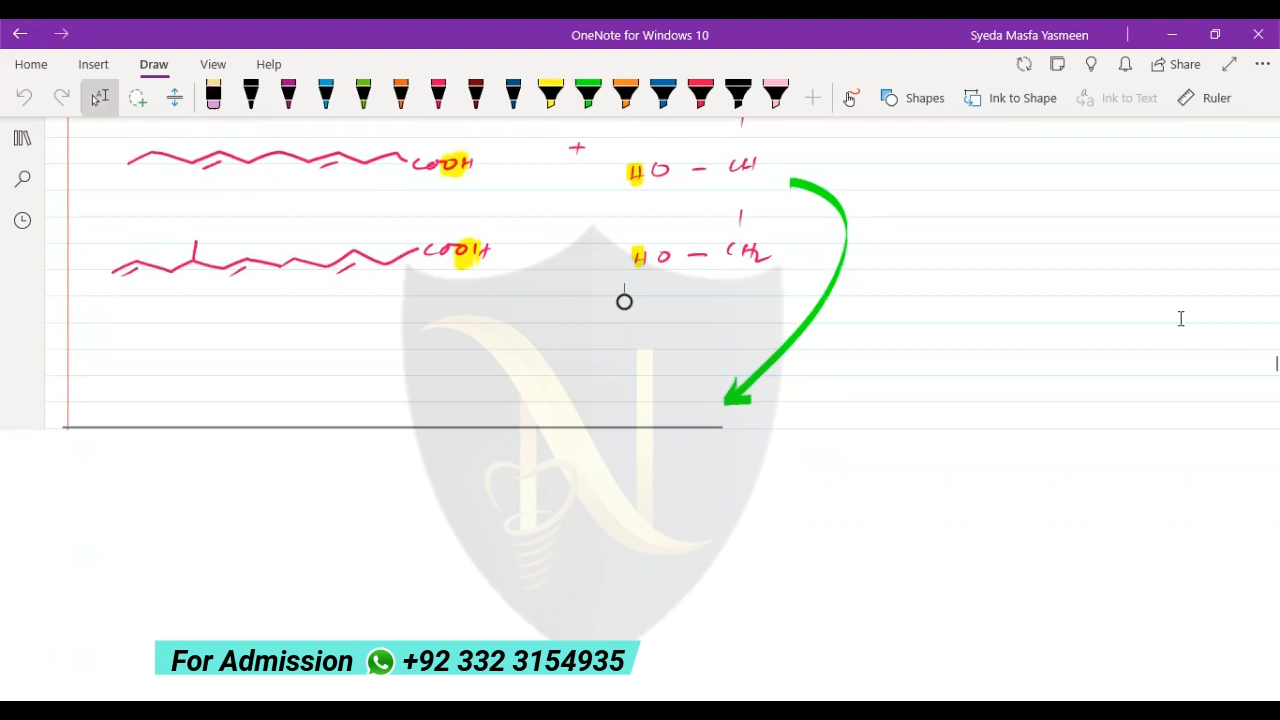 OneNote for Windows 10
Syeda Masfa Yasmeen
Home Insert Draw View Help
Share
Shapes
Ink to Shape
Ink to Text
Ruler
COOH + HO - CH
COOH HO - CH2
N
For Admission +92 332 3154935